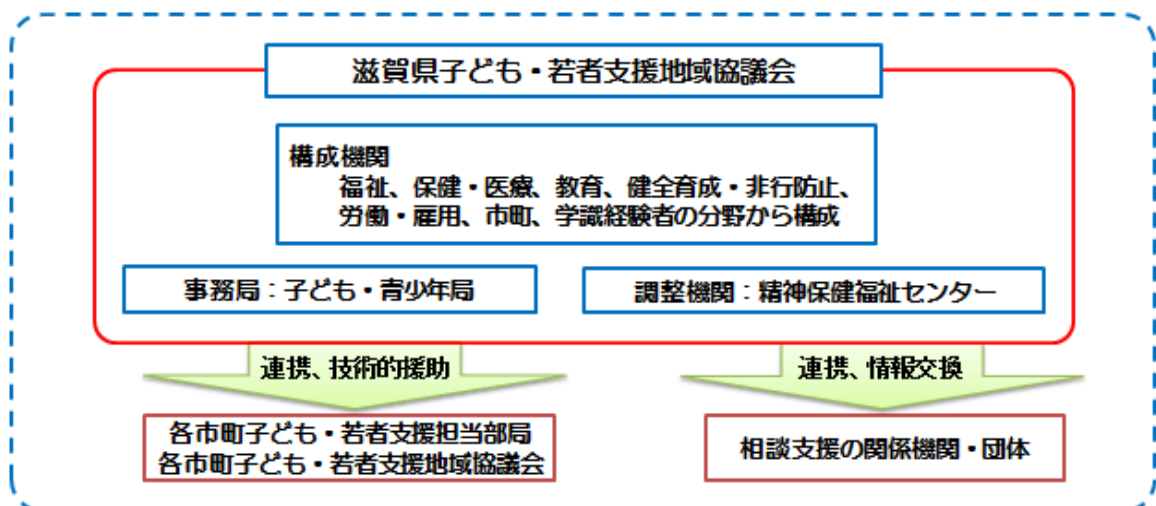 滋賀県子ども・若者支援地域協議会
構成機関
福祉、保健・医療、教育、健全育成・非行防止、
労働・雇用、市町、学識経験者の分野から構成
事務局：子ども・青少年局
調整機関：精神保健福祉センター
連携、技術的援助
連携、情報交換
各市町子ども・若者支援担当部局
各市町子ども・若者支援地域協議会
相談支援の関係機関・団体